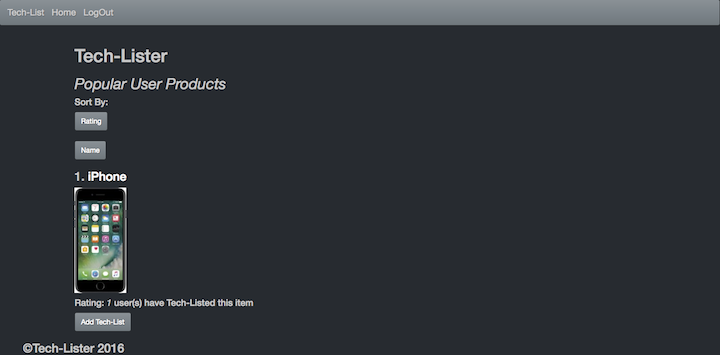 Tech-List Home LogOut
Tech-Lister
Popular User Products
Sort By:
Rating
Name
1. iPhone
Rating: 1 user(s) have Tech-Listed this item
Add Tech-List
©Tech-Lister 2016